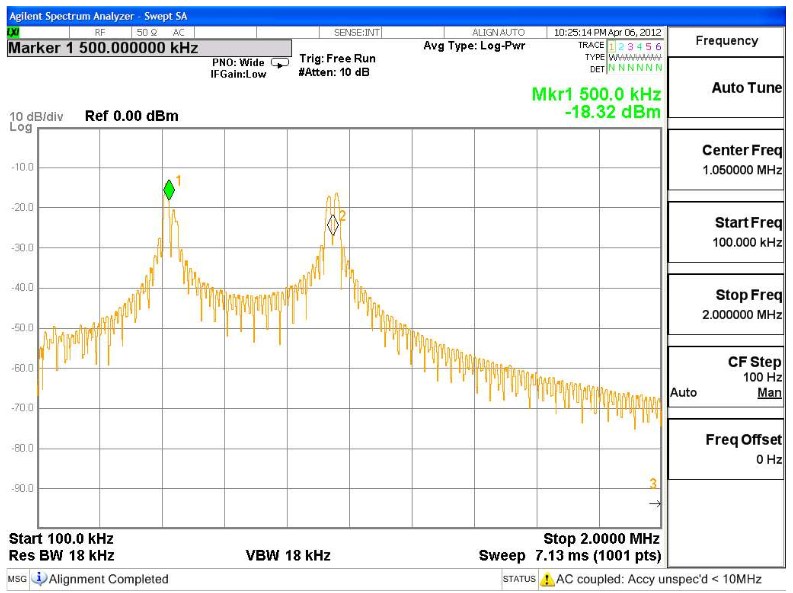 Agilent Spectrum Analyzer - Swept SA
LXI RF 50 Ω AC SENSE:INT ALIGN AUTO 10:25:14 PM Apr 06, 2012
Marker 1 500.000000 kHz
PNO: Wide
IFGain:Low
Trig: Free Run
#Atten: 10 dB
Avg Type: Log-Pwr
TRACE 1 2 3 4 5 6
TYPE WWWWWW
DET N N N N N N
Mkr1 500.0 kHz
-18.32 dBm
10 dB/div Ref 0.00 dBm
Log
-10.0
-20.0
-30.0
-40.0
-50.0
-60.0
-70.0
-80.0
-90.0
1
2
3
Start 100.0 kHz Stop 2.0000 MHz
Res BW 18 kHz VBW 18 kHz Sweep 7.13 ms (1001 pts)
MSG Alignment Completed STATUS AC coupled: Accy unspec'd < 10MHz
Frequency
Auto Tune
Center Freq
1.050000 MHz
Start Freq
100.000 kHz
Stop Freq
2.000000 MHz
CF Step
100 Hz
Auto Man
Freq Offset
0 Hz